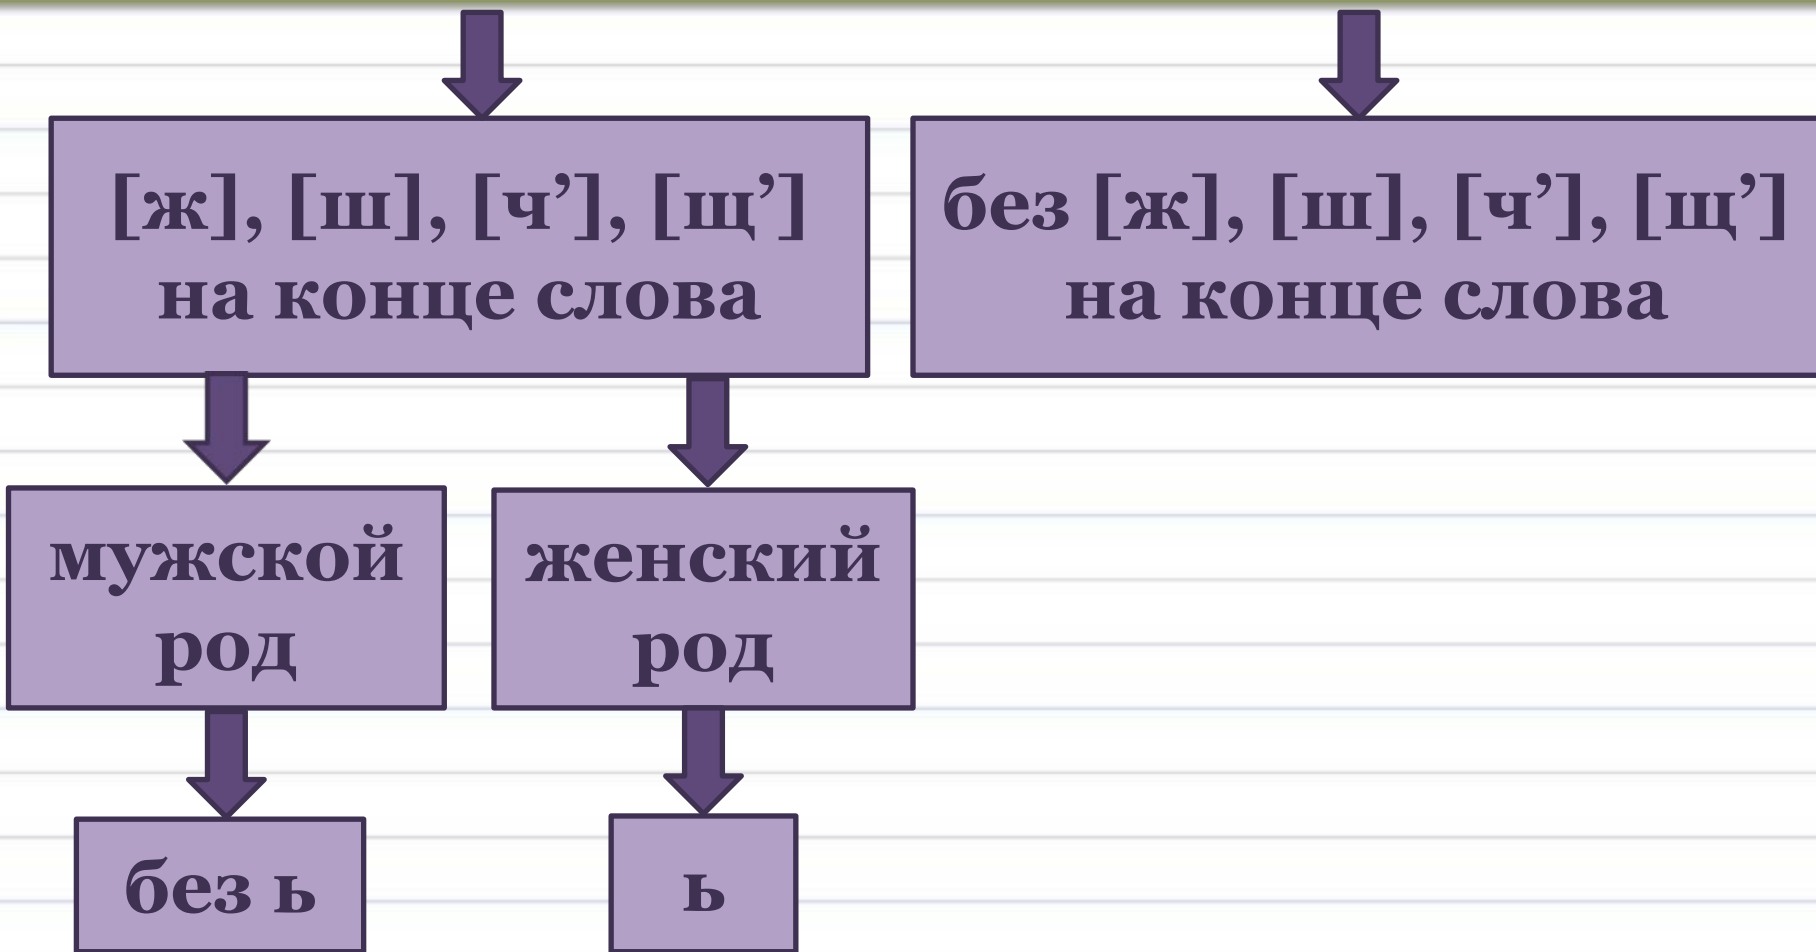 [ж], [ш], [ч’], [щ’]
на конце слова
без [ж], [ш], [ч’], [щ’]
на конце слова
мужской
род
женский
род
без ь
ь